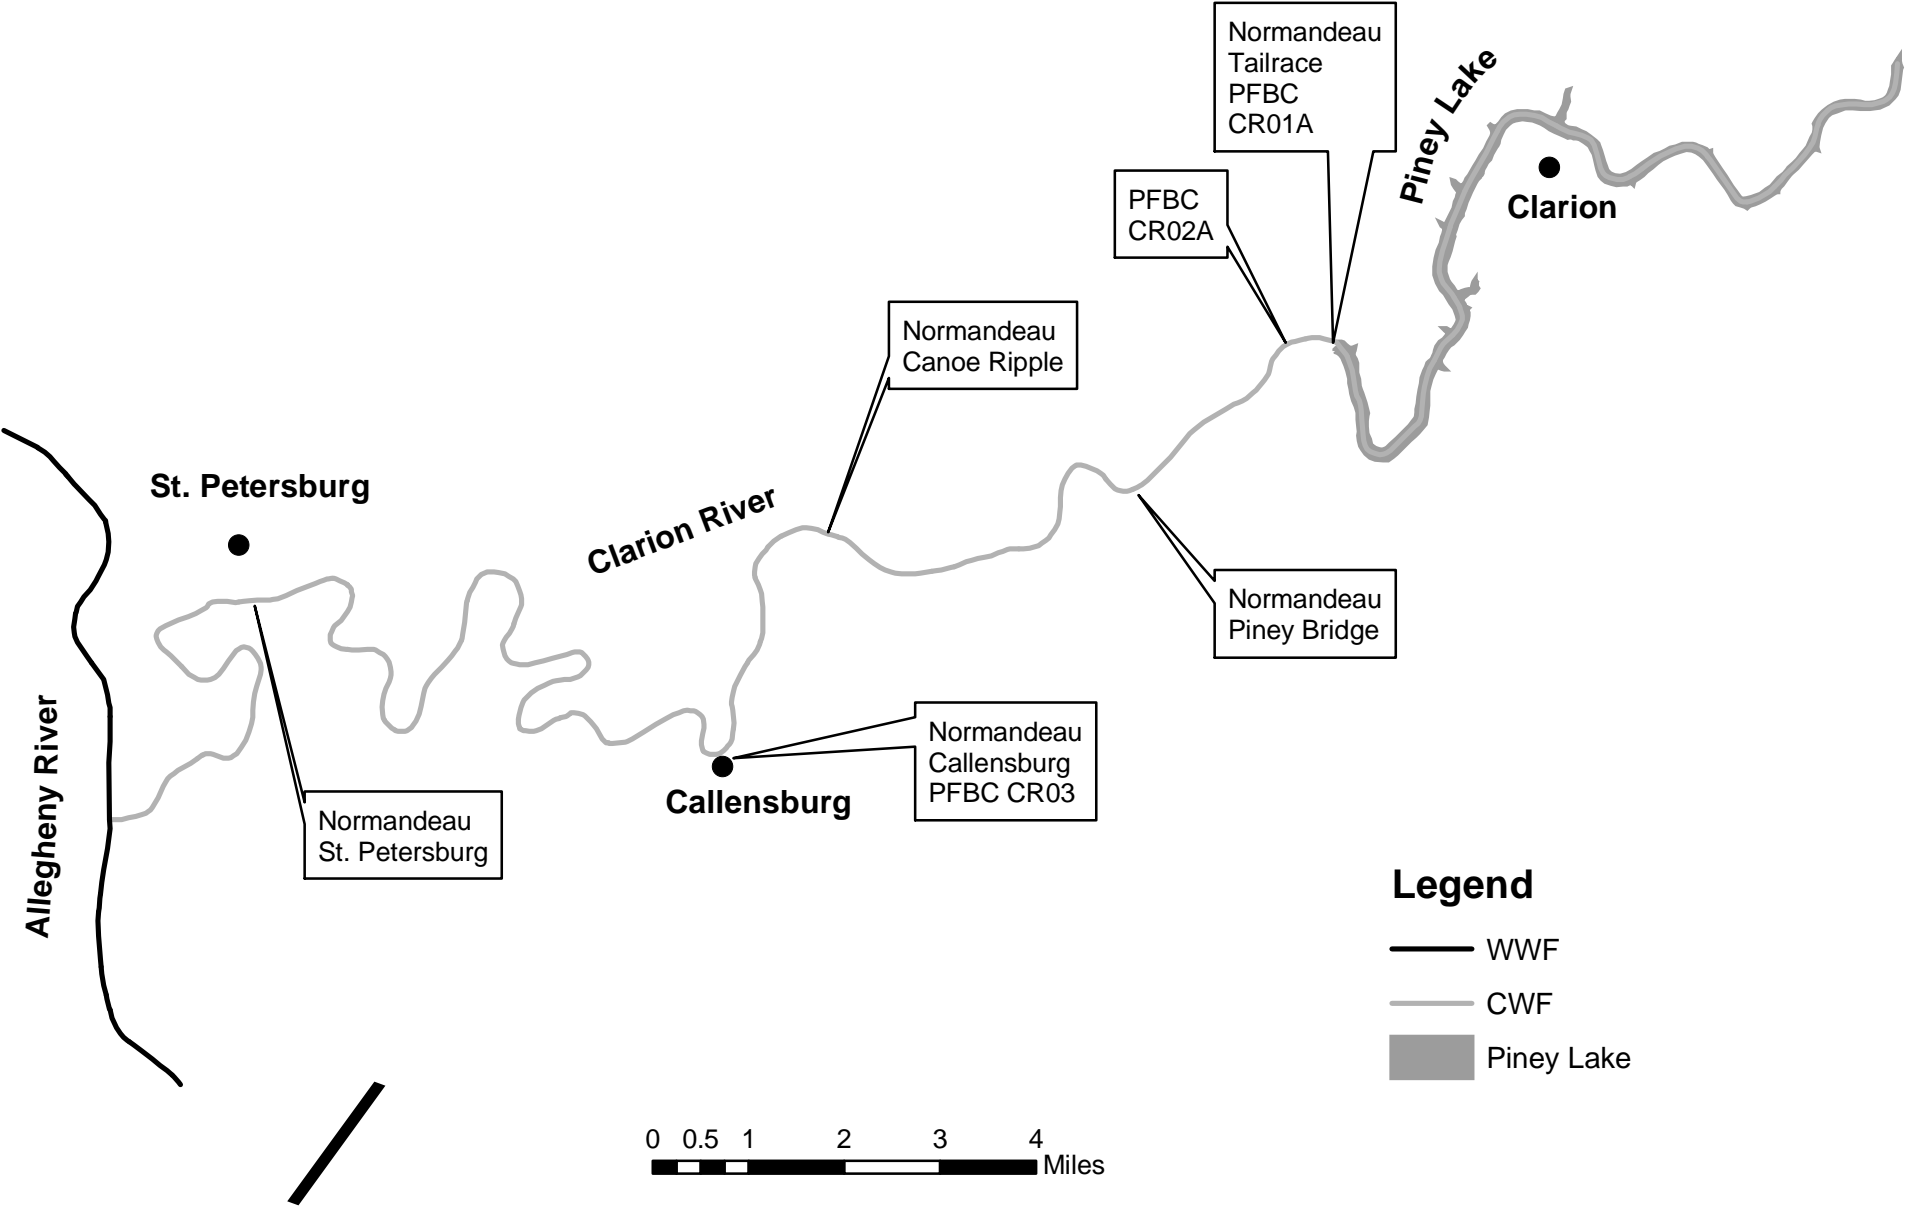 Normandeau
Tailrace
PFBC
CR01A
Piney Lake
PFBC
CR02A
Clarion
Normandeau
Canoe Ripple
St. Petersburg
Clarion River
Normandeau
Piney Bridge
Allegheny River
Normandeau
Callensburg
PFBC CR03
Callensburg
Normandeau
St. Petersburg
Legend
WWF
CWF
Piney Lake
0 0.5 1 2 3 4
Miles